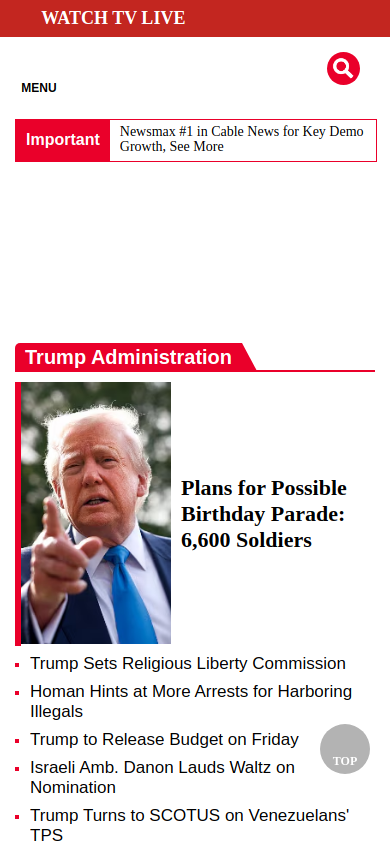 WATCH TV LIVE
MENU
Important
Newsmax #1 in Cable News for Key Demo
Growth, See More
Trump Administration
Plans for Possible
Birthday Parade:
6,600 Soldiers
Trump Sets Religious Liberty Commission
Homan Hints at More Arrests for Harboring
Illegals
Trump to Release Budget on Friday
Israeli Amb. Danon Lauds Waltz on
Nomination
TOP
Trump Turns to SCOTUS on Venezuelans'
TPS